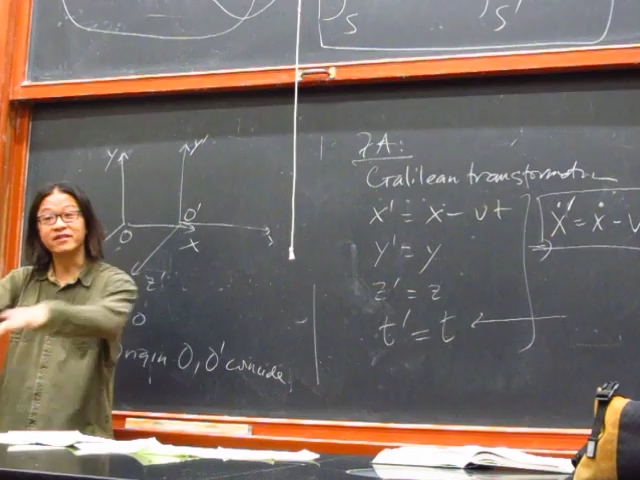 S S'
Y Y'
O O' X
Z'
O
Origin O, O' coincide
7A:
Galilean transformation
x' = x - vt
y' = y
z' = z
t' = t
ẋ' = ẋ - v